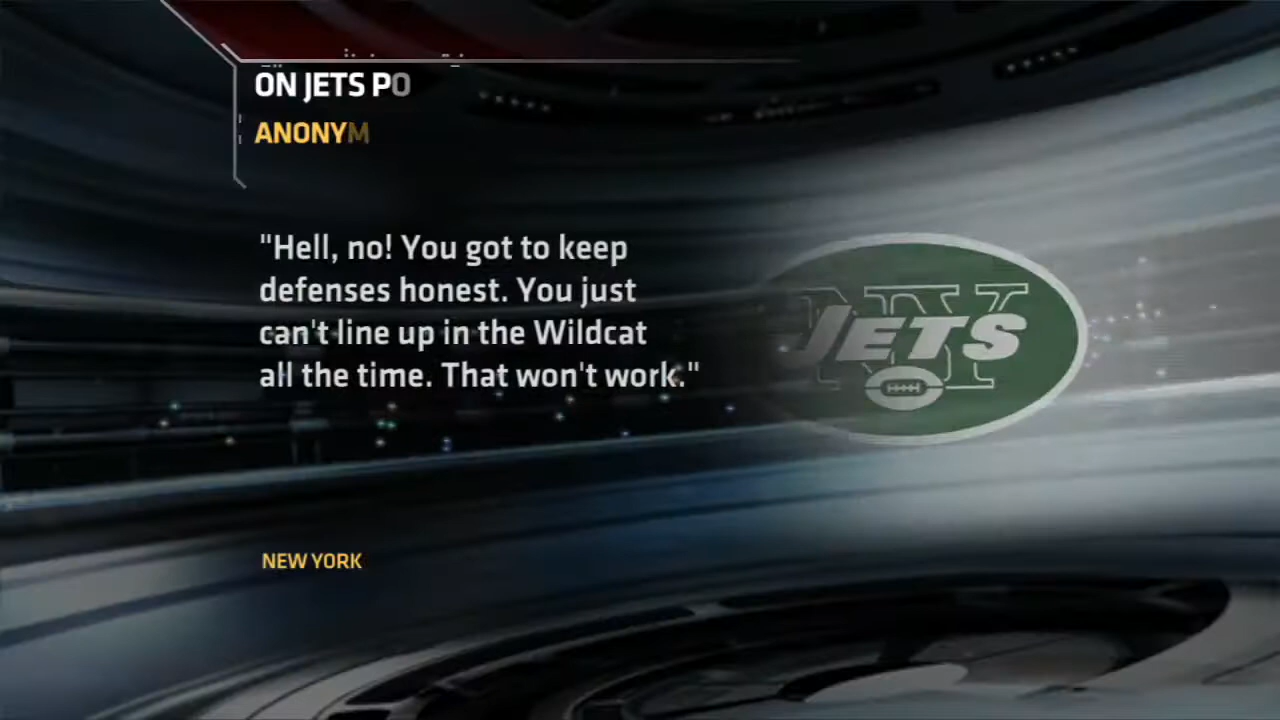 ON JETS PO
ANONYM
"Hell, no! You got to keep
defenses honest. You just
can't line up in the Wildcat
all the time. That won't work."
NY
JETS
NEW YORK